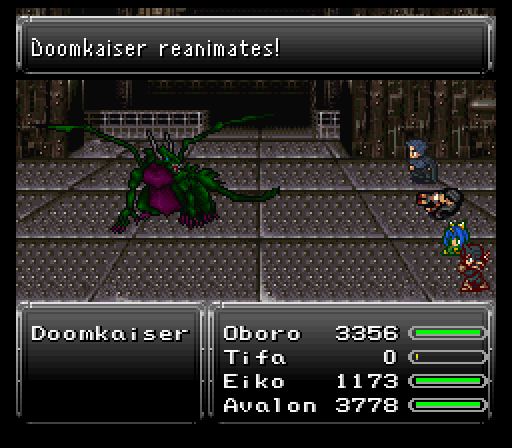 Doomkaiser reanimates!
Doomkaiser
Oboro 3356
Tifa 0
Eiko 1173
Avalon 3778